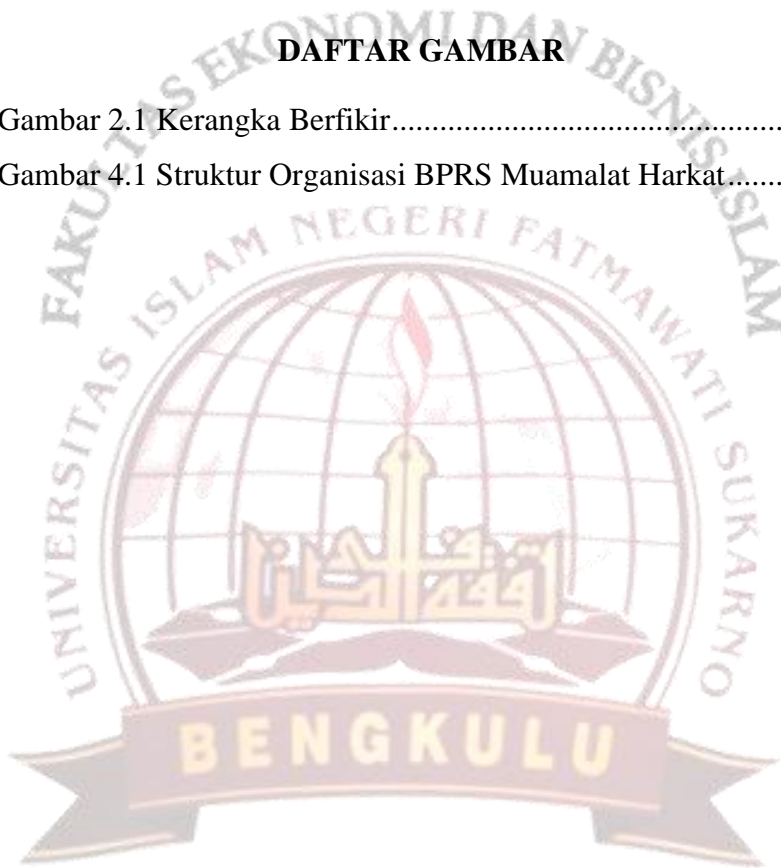 FAKULTAS EKONOMI DAN BISNIS ISLAM
DAFTAR GAMBAR
Gambar 2.1 Kerangka Berfikir................................................
Gambar 4.1 Struktur Organisasi BPRS Muamalat Harkat.......
UNIVERSITAS ISLAM NEGERI FATMAWATI SUKARNO
BENGKULU